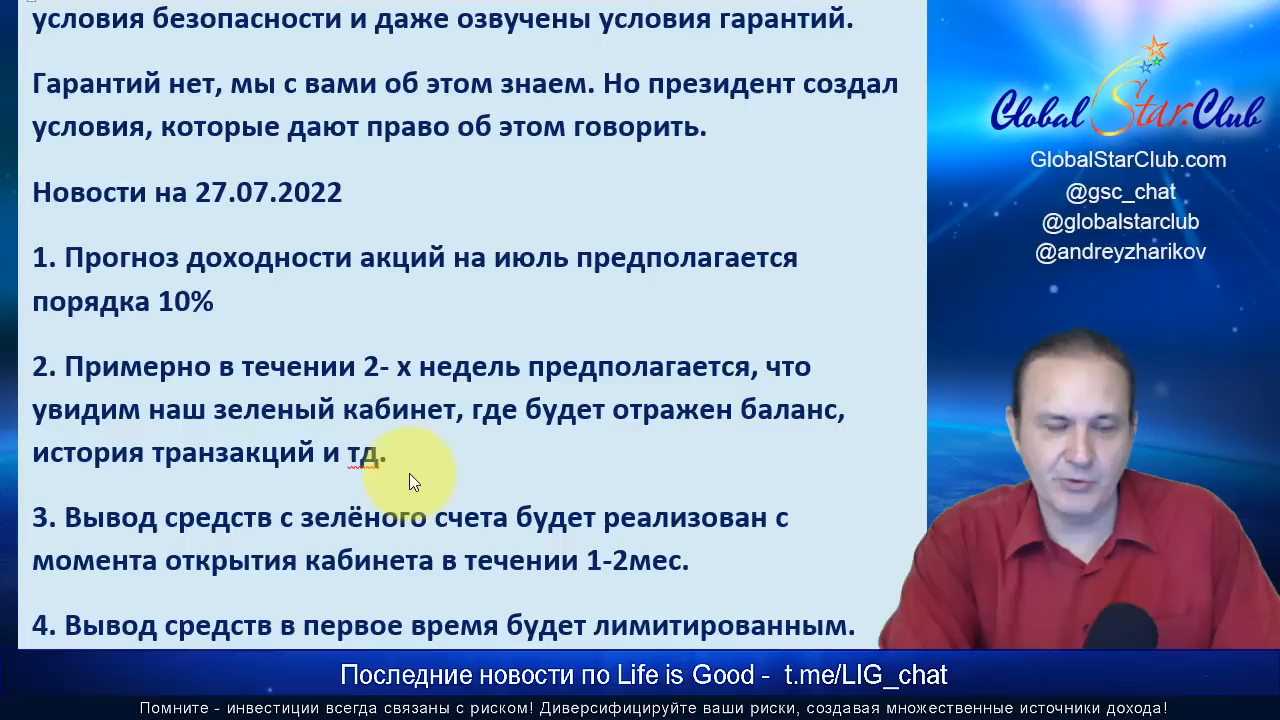 условия безопасности и даже озвучены условия гарантий.
Гарантий нет, мы с вами об этом знаем. Но президент создал
условия, которые дают право об этом говорить.
Новости на 27.07.2022
1. Прогноз доходности акций на июль предполагается
порядка 10%
2. Примерно в течении 2- х недель предполагается, что
увидим наш зеленый кабинет, где будет отражен баланс,
история транзакций и тд.
3. Вывод средств с зелёного счета будет реализован с
момента открытия кабинета в течении 1-2мес.
4. Вывод средств в первое время будет лимитированным.
Global Star.Club
GlobalStarClub.com
@gsc_chat
@globalstarclub
@andreyzharikov
Последние новости по Life is Good - t.me/LIG_chat
Помните - инвестиции всегда связаны с риском! Диверсифицируйте ваши риски, создавая множественные источники дохода!